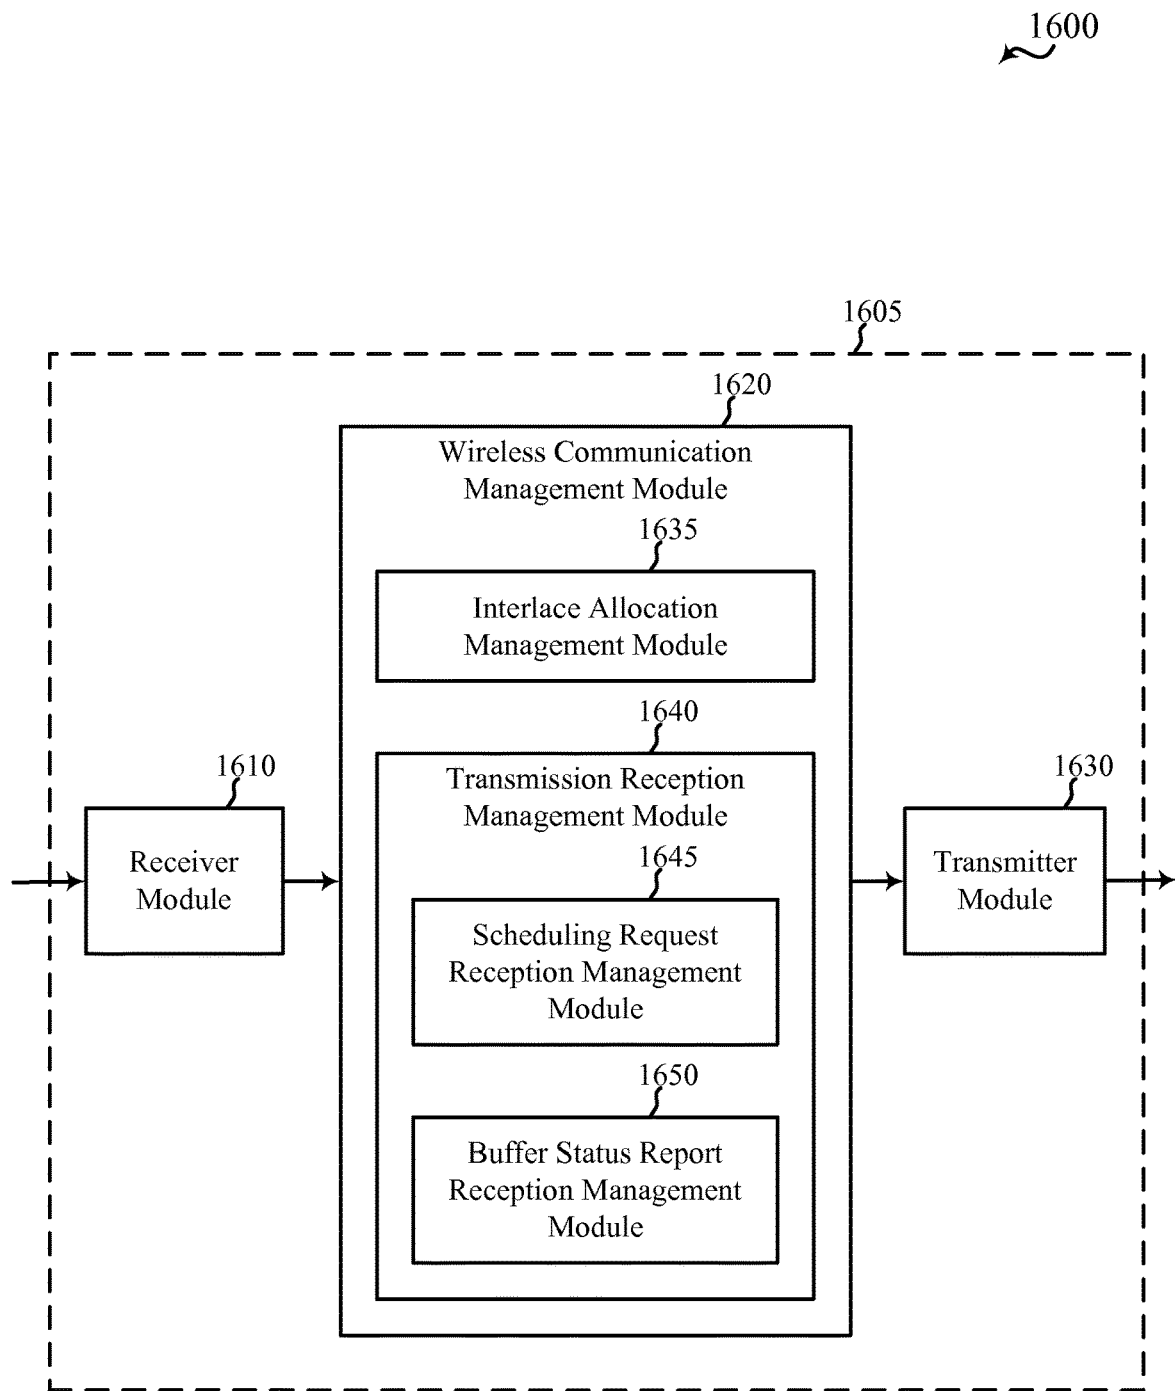 1600
1605
1620
Wireless Communication
Management Module
1635
Interlace Allocation
Management Module
1640
Transmission Reception
Management Module
1610
Receiver
Module
1645
Scheduling Request
Reception Management
Module
1650
Buffer Status Report
Reception Management
Module
1630
Transmitter
Module